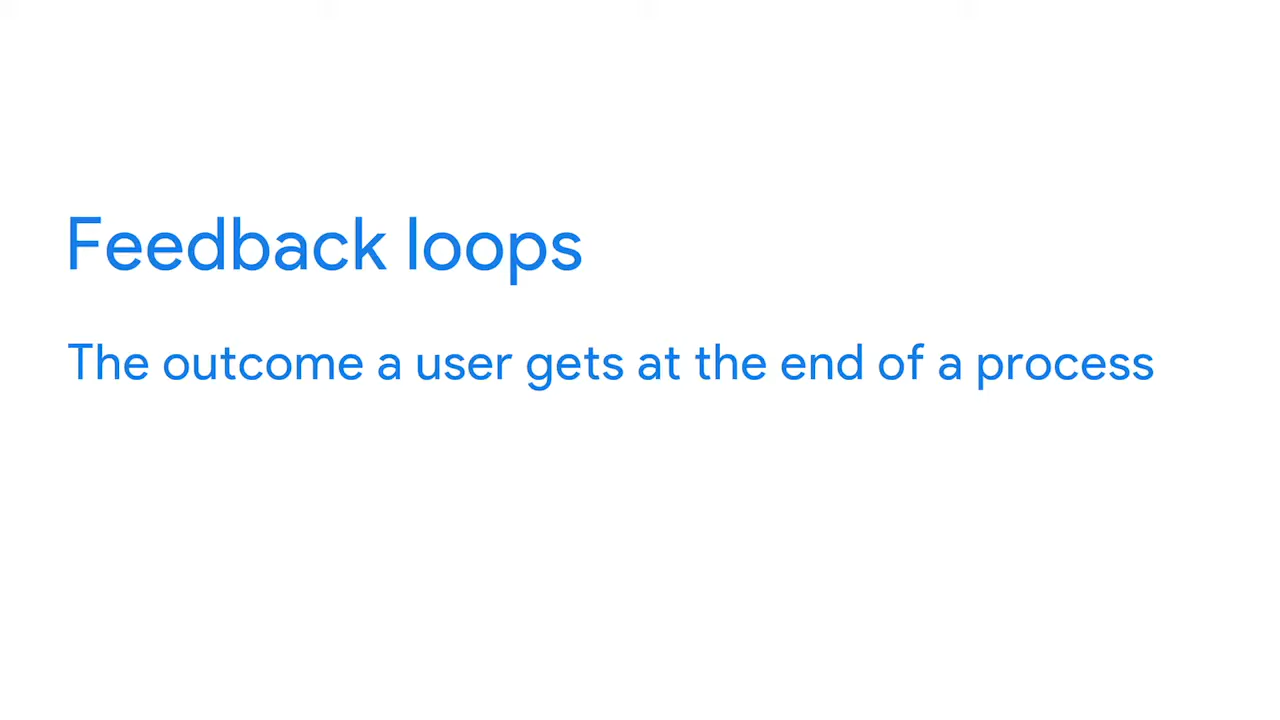 Feedback loops
The outcome a user gets at the end of a process